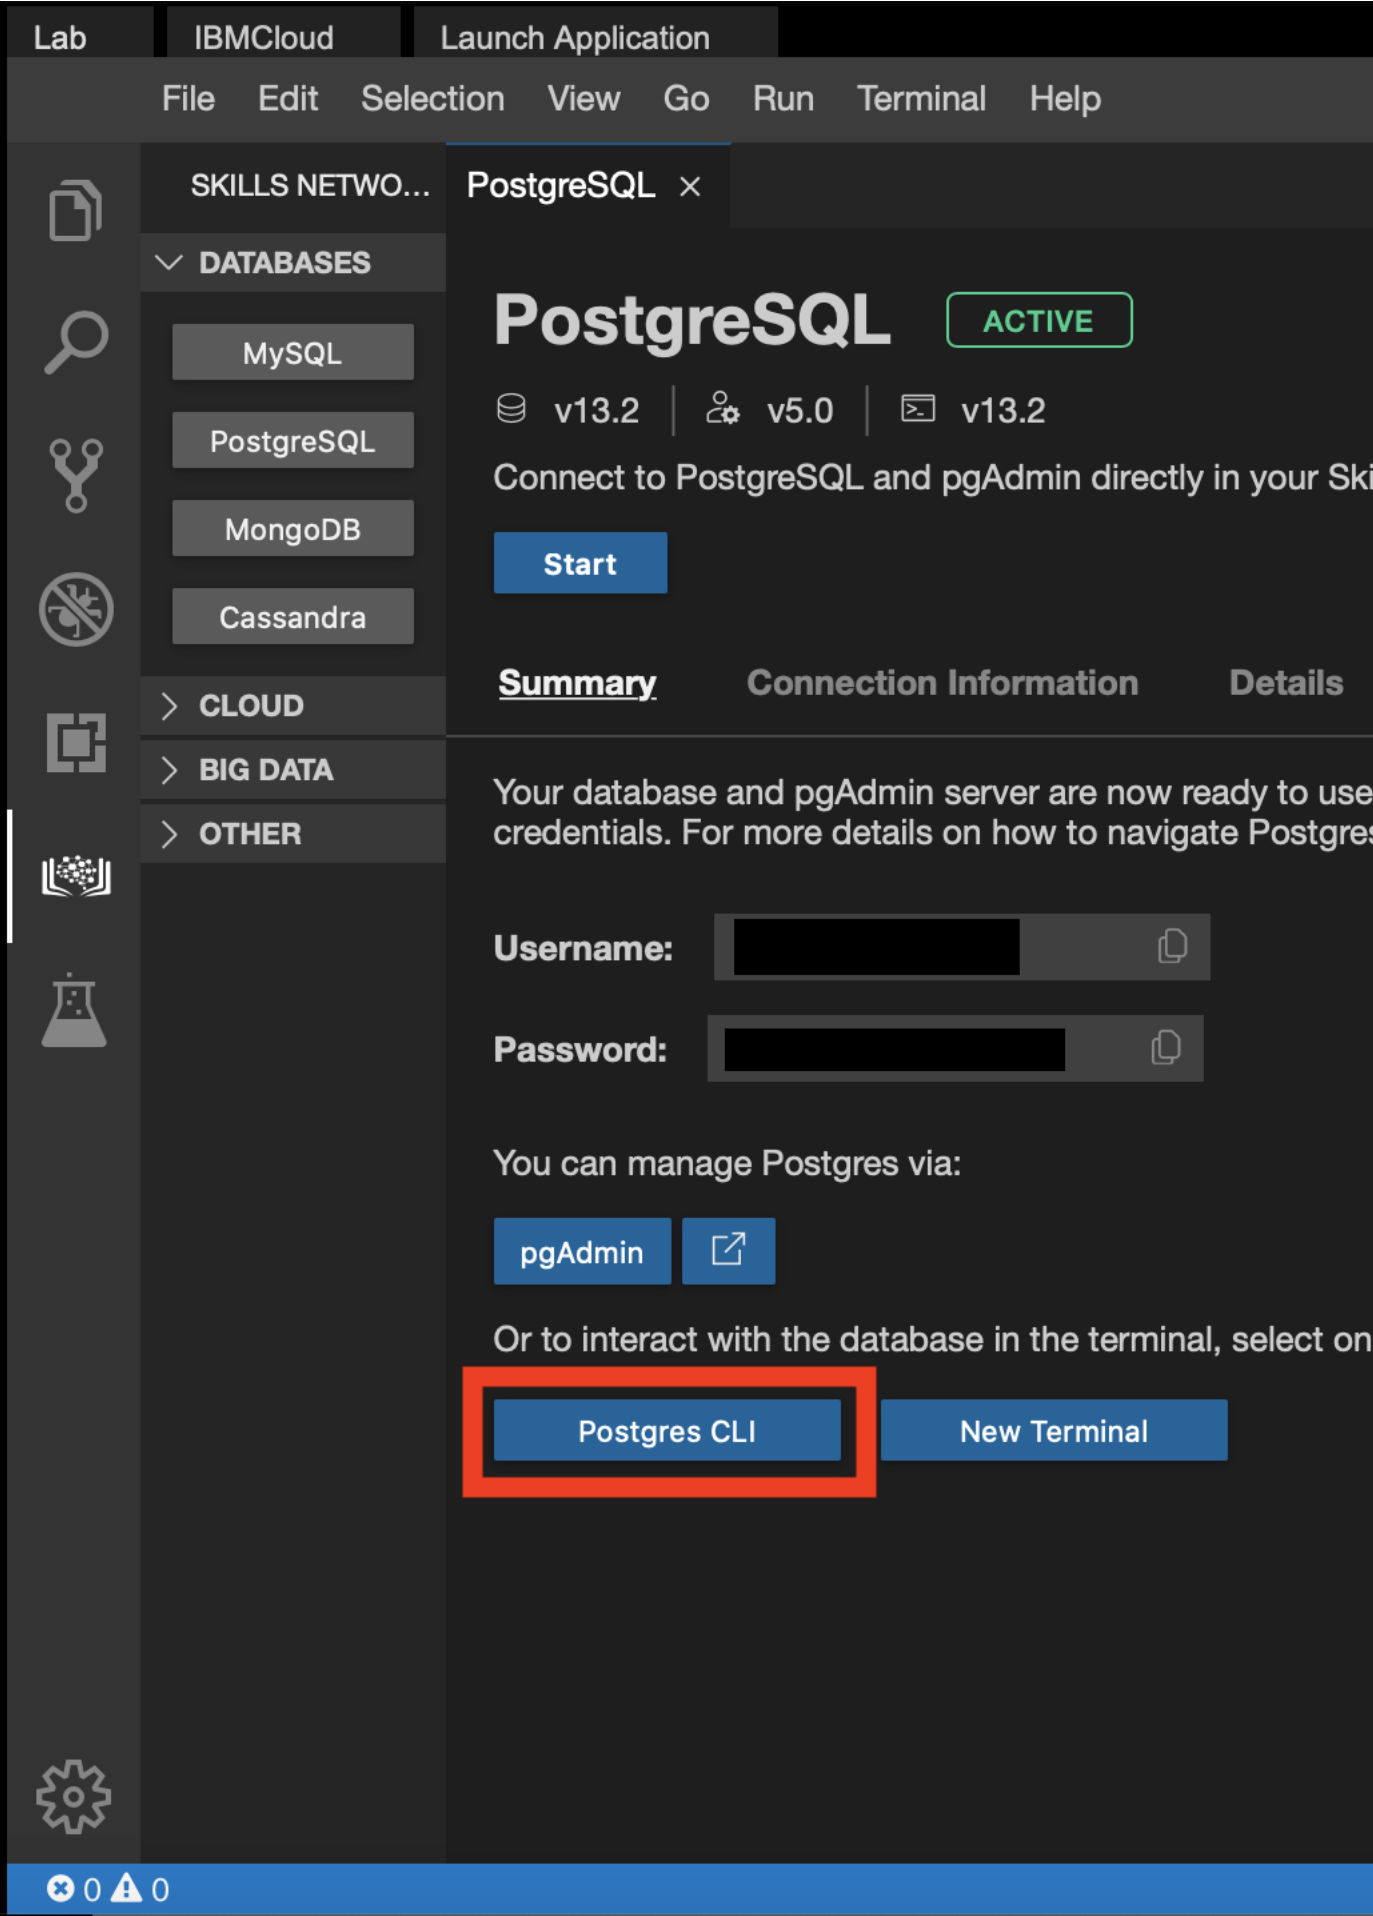 Lab IBMCloud Launch Application
File Edit Selection View Go Run Terminal Help
SKILLS NETWO... PostgreSQL ×
DATABASES
MySQL
PostgreSQL
MongoDB
Cassandra
CLOUD
BIG DATA
OTHER
PostgreSQL ACTIVE
v13.2 v5.0 v13.2
Connect to PostgreSQL and pgAdmin directly in your Ski
Start
Summary Connection Information Details
Your database and pgAdmin server are now ready to use
credentials. For more details on how to navigate Postgres
Username:
Password:
You can manage Postgres via:
pgAdmin
Or to interact with the database in the terminal, select on
Postgres CLI New Terminal
0 0